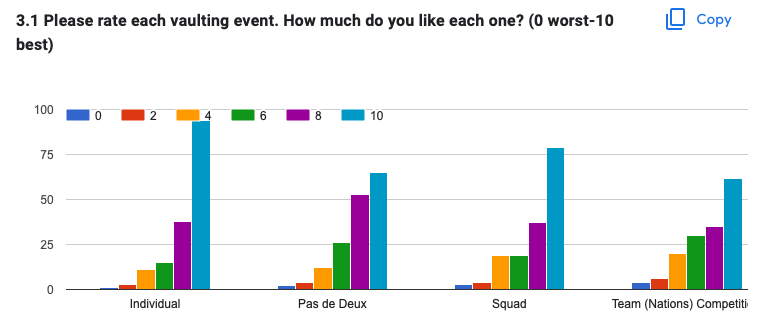 3.1 Please rate each vaulting event. How much do you like each one? (0 worst-10
best)
Copy
0 2 4 6 8 10
100
75
50
25
0
Individual Pas de Deux Squad Team (Nations) Competiti